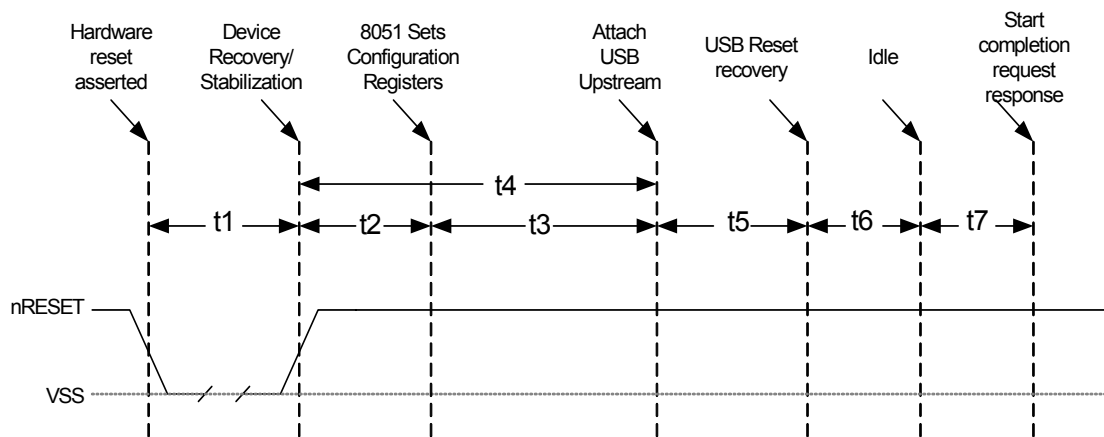 Hardware
reset
asserted
Device
Recovery/
Stabilization
8051 Sets
Configuration
Registers
Attach
USB
Upstream
USB Reset
recovery
Idle
Start
completion
request
response
t4
t1
t2
t3
t5
t6
t7
nRESET
VSS